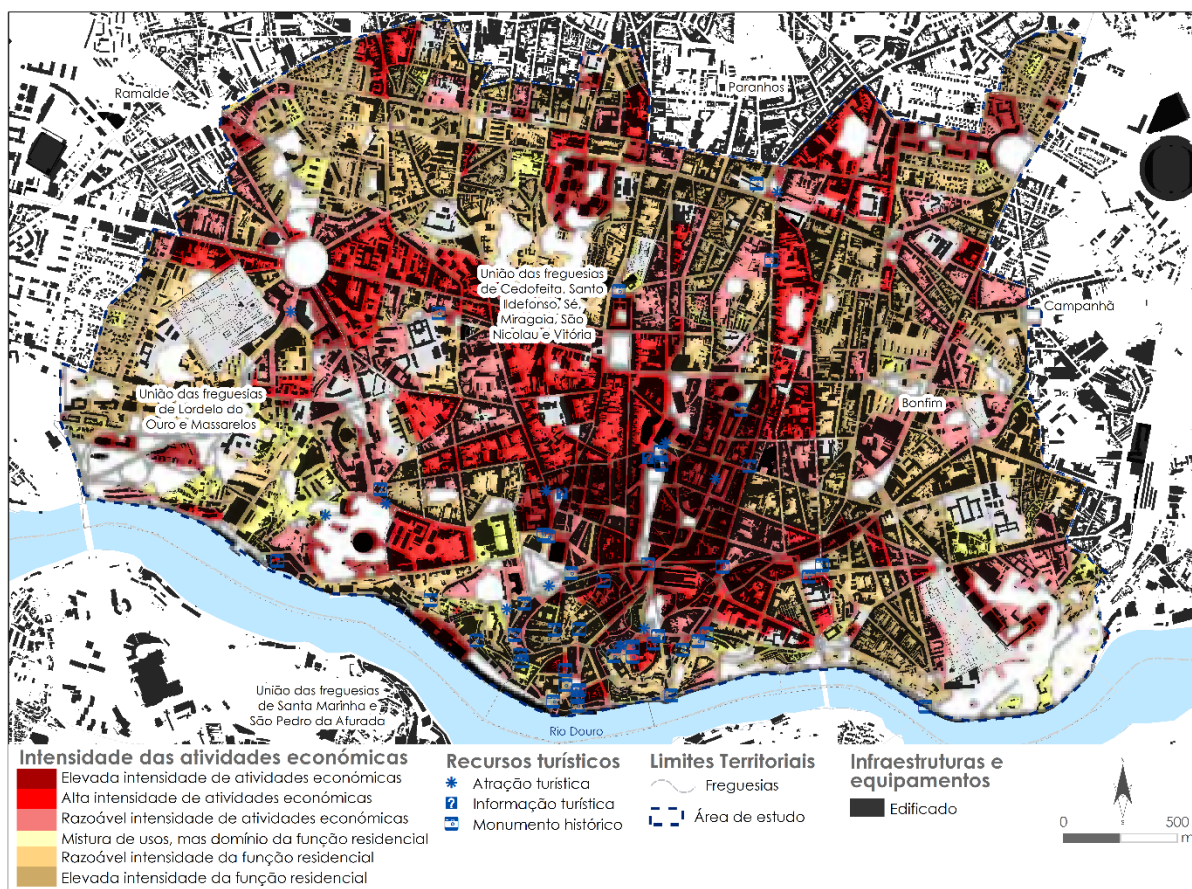 Ramalde
Paranhos
União das freguesias
de Cedofeita, Santo
Ildefonso, Sé,
Miragaia, São
Nicolau e Vitória
Campanhã
União das freguesias
de Lordelo do
Ouro e Massarelos
Bonfim
União das freguesias
de Santa Marinha e
São Pedro da Afurada
Rio Douro
Intensidade das atividades económicas
Elevada intensidade de atividades económicas
Alta intensidade de atividades económicas
Razoável intensidade de atividades económicas
Mistura de usos, mas domínio da função residencial
Razoável intensidade da função residencial
Elevada intensidade da função residencial
Recursos turísticos
Atração turística
Informação turística
Monumento histórico
Limites Territoriais
Freguesias
Área de estudo
Infraestruturas e
equipamentos
Edificado
N
S
0 500
m